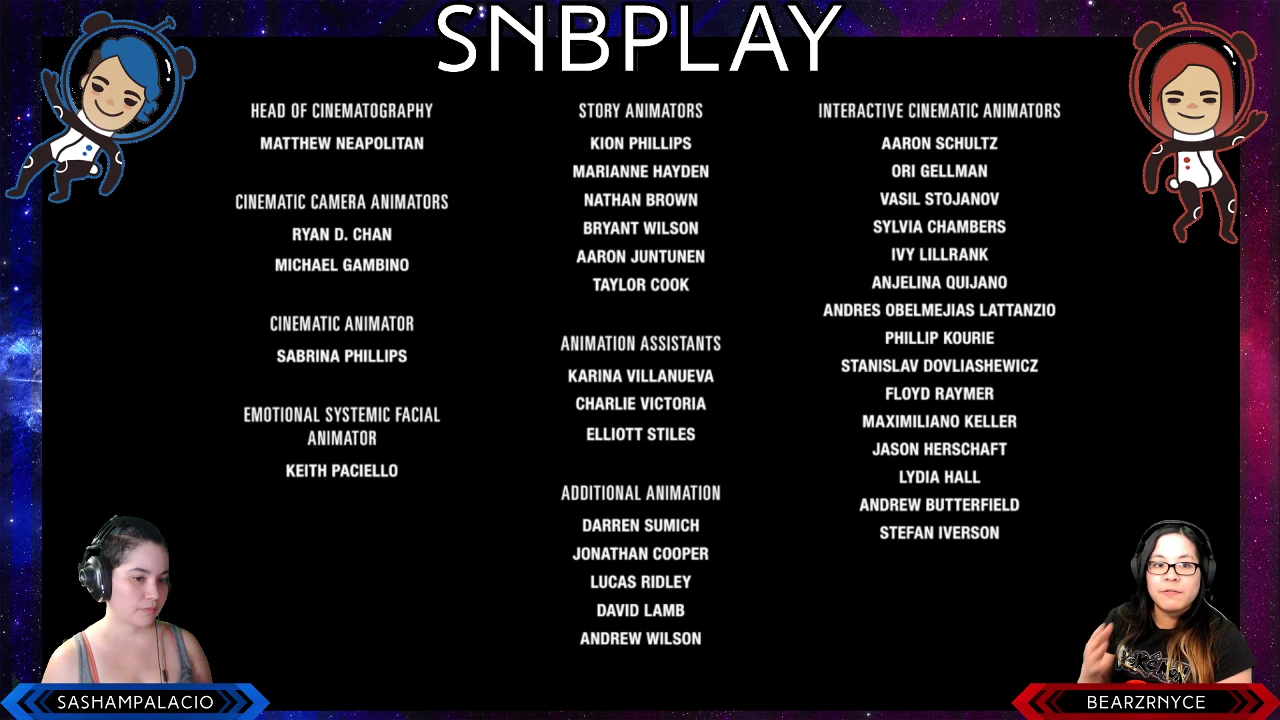 SNBPLAY
HEAD OF CINEMATOGRAPHY
MATTHEW NEAPOLITAN
CINEMATIC CAMERA ANIMATORS
RYAN D. CHAN
MICHAEL GAMBINO
CINEMATIC ANIMATOR
SABRINA PHILLIPS
EMOTIONAL SYSTEMIC FACIAL
ANIMATOR
KEITH PACIELLO
STORY ANIMATORS
KION PHILLIPS
MARIANNE HAYDEN
NATHAN BROWN
BRYANT WILSON
AARON JUNTUNEN
TAYLOR COOK
ANIMATION ASSISTANTS
KARINA VILLANUEVA
CHARLIE VICTORIA
ELLIOTT STILES
ADDITIONAL ANIMATION
DARREN SUMICH
JONATHAN COOPER
LUCAS RIDLEY
DAVID LAMB
ANDREW WILSON
INTERACTIVE CINEMATIC ANIMATORS
AARON SCHULTZ
ORI GELLMAN
VASIL STOJANOV
SYLVIA CHAMBERS
IVY LILLRANK
ANJELINA QUIJANO
ANDRES OBELMEJIAS LATTANZIO
PHILLIP KOURIE
STANISLAV DOVLIASHEWICZ
FLOYD RAYMER
MAXIMILIANO KELLER
JASON HERSCHAFT
LYDIA HALL
ANDREW BUTTERFIELD
STEFAN IVERSON
POKÉMON
SASHAMPALACIO
BEARZRNYCE